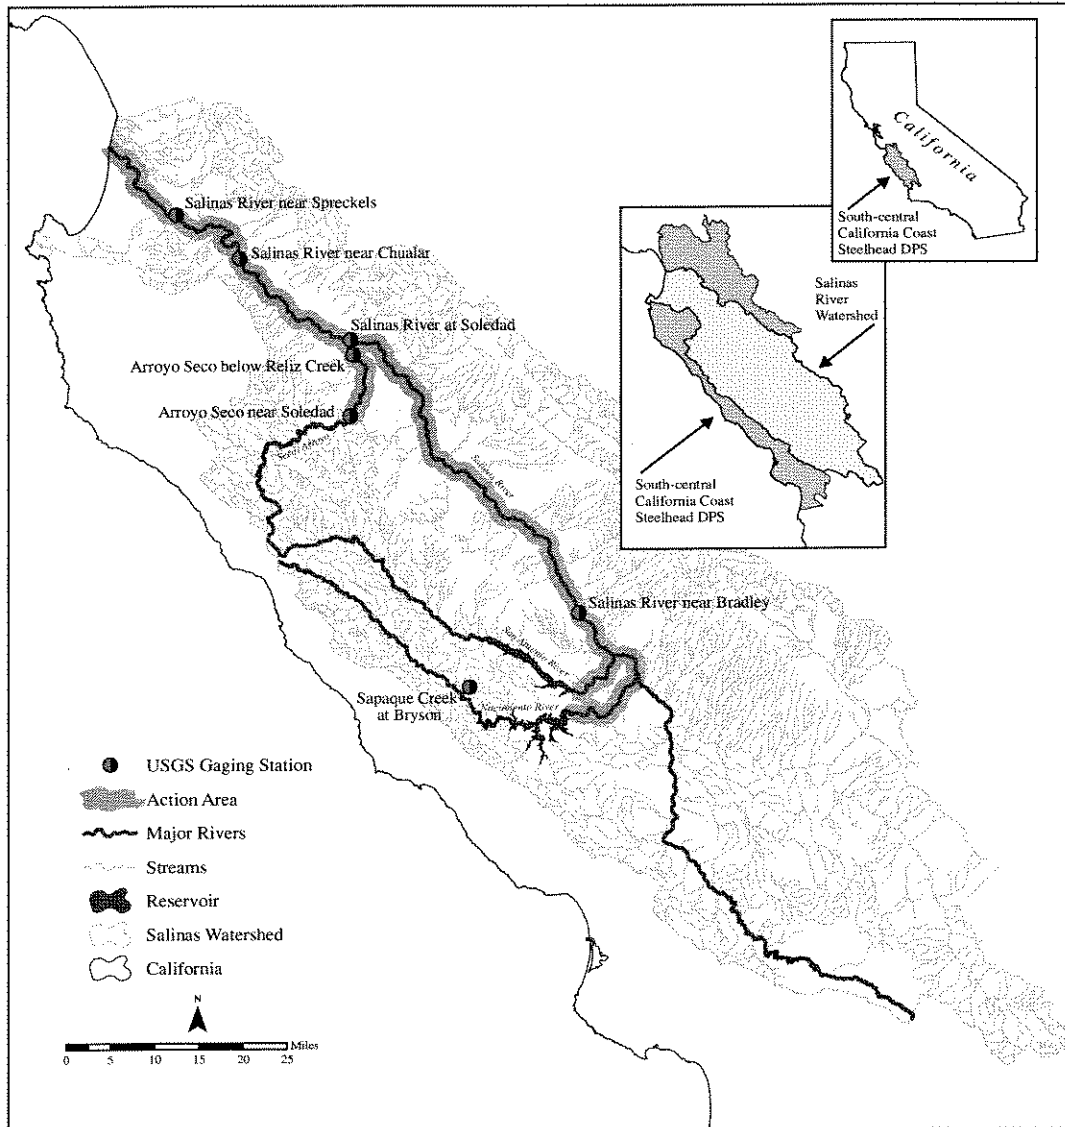 California
South-central
California Coast
Steelhead DPS
Salinas
River
Watershed
South-central
California Coast
Steelhead DPS
Salinas River near Spreckels
Salinas River near Chualar
Salinas River at Soledad
Arroyo Seco below Reliz Creek
Arroyo Seco near Soledad
Salinas River
Salinas River near Bradley
San Antonio River
Sapaque Creek
at Bryson
Nacimento River
USGS Gaging Station
Action Area
Major Rivers
Streams
Reservoir
Salinas Watershed
California
N
Miles
0 5 10 15 20 25